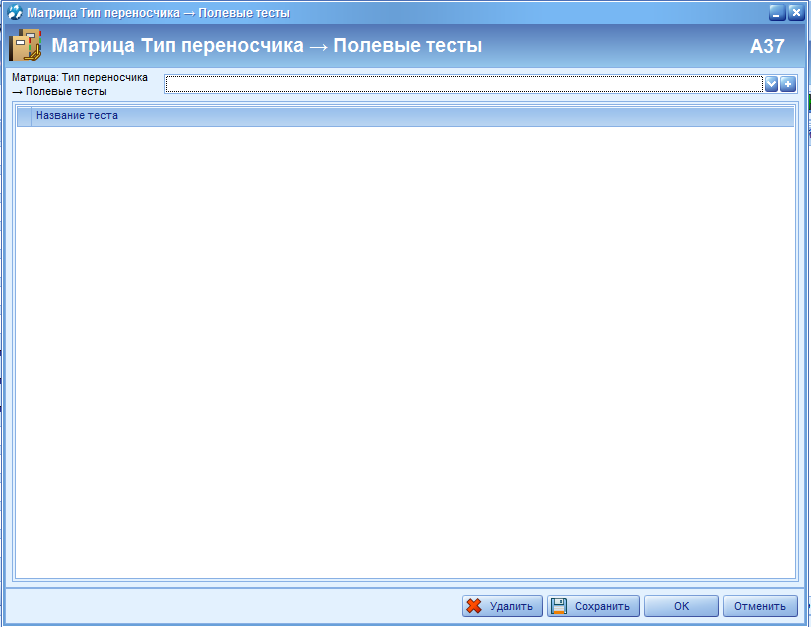 Матрица Тип переносчика → Полевые тесты
Матрица Тип переносчика → Полевые тесты
A37
Матрица: Тип переносчика
→ Полевые тесты
Название теста
Удалить
Сохранить
OK
Отменить